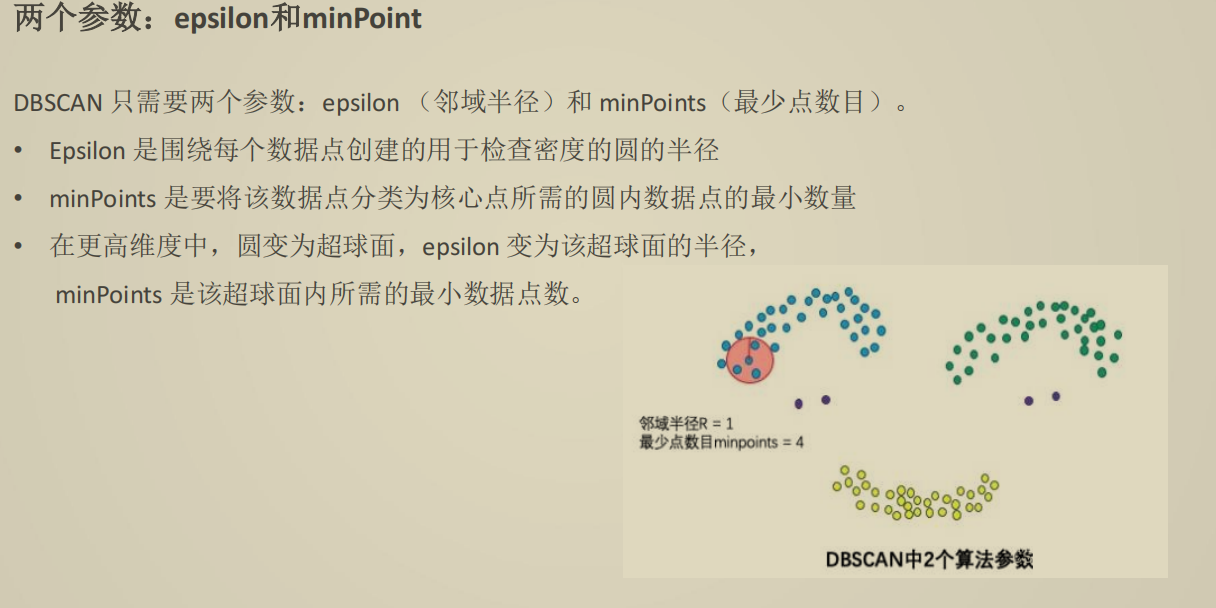 两个参数：epsilon和minPoint
DBSCAN 只需要两个参数：epsilon （邻域半径）和 minPoints（最少点数目）。
• Epsilon 是围绕每个数据点创建的用于检查密度的圆的半径
• minPoints 是要将该数据点分类为核心点所需的圆内数据点的最小数量
• 在更高维度中，圆变为超球面，epsilon 变为该超球面的半径，
minPoints 是该超球面内所需的最小数据点数。
邻域半径R = 1
最少点数目minpoints = 4
DBSCAN中2个算法参数